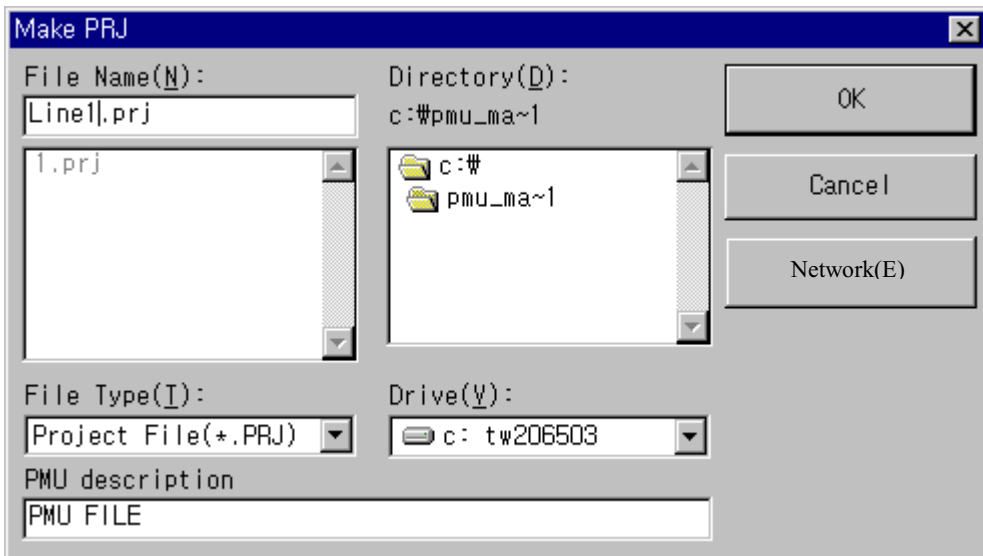 Make PRJ
File Name(N):
Line1.prj
1.prj
Directory(D):
c:₩pmu_ma~1
c:₩
pmu_ma~1
OK
Cancel
Network(E)
File Type(T):
Project File(*.PRJ)
Drive(V):
c: tw206503
PMU description
PMU FILE